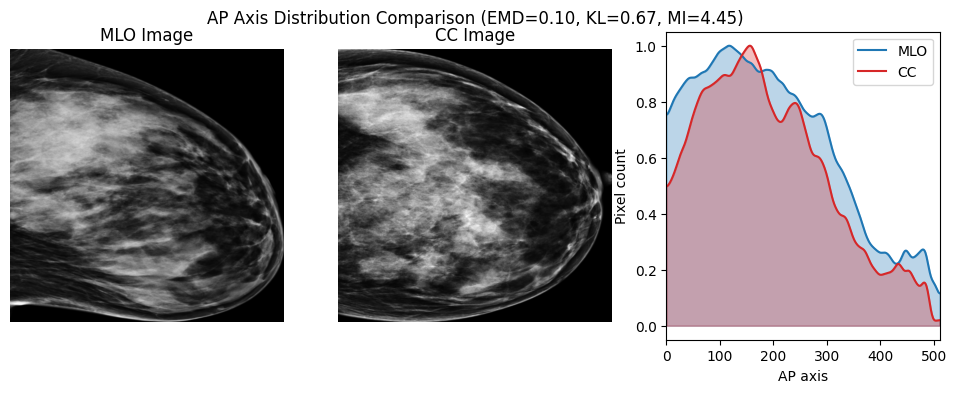 AP Axis Distribution Comparison (EMD=0.10, KL=0.67, MI=4.45)
MLO Image
CC Image
MLO
CC
Pixel count
1.0
0.8
0.6
0.4
0.2
0.0
0 100 200 300 400 500
AP axis